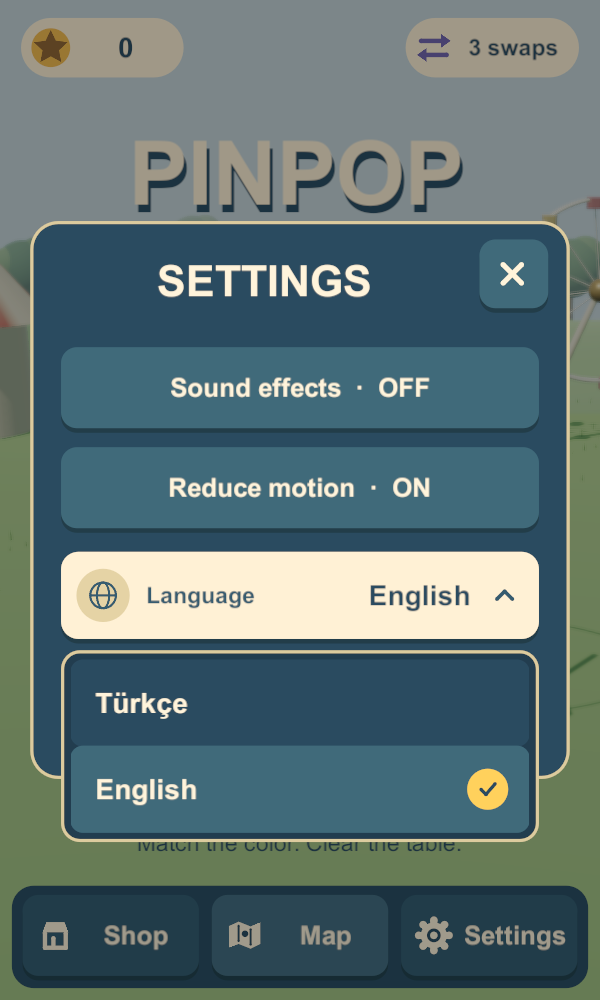 0
3 swaps
PINPOP
SETTINGS
Sound effects · OFF
Reduce motion · ON
Language English
Türkçe
English
Match the color. Clear the table.
Shop
Map
Settings